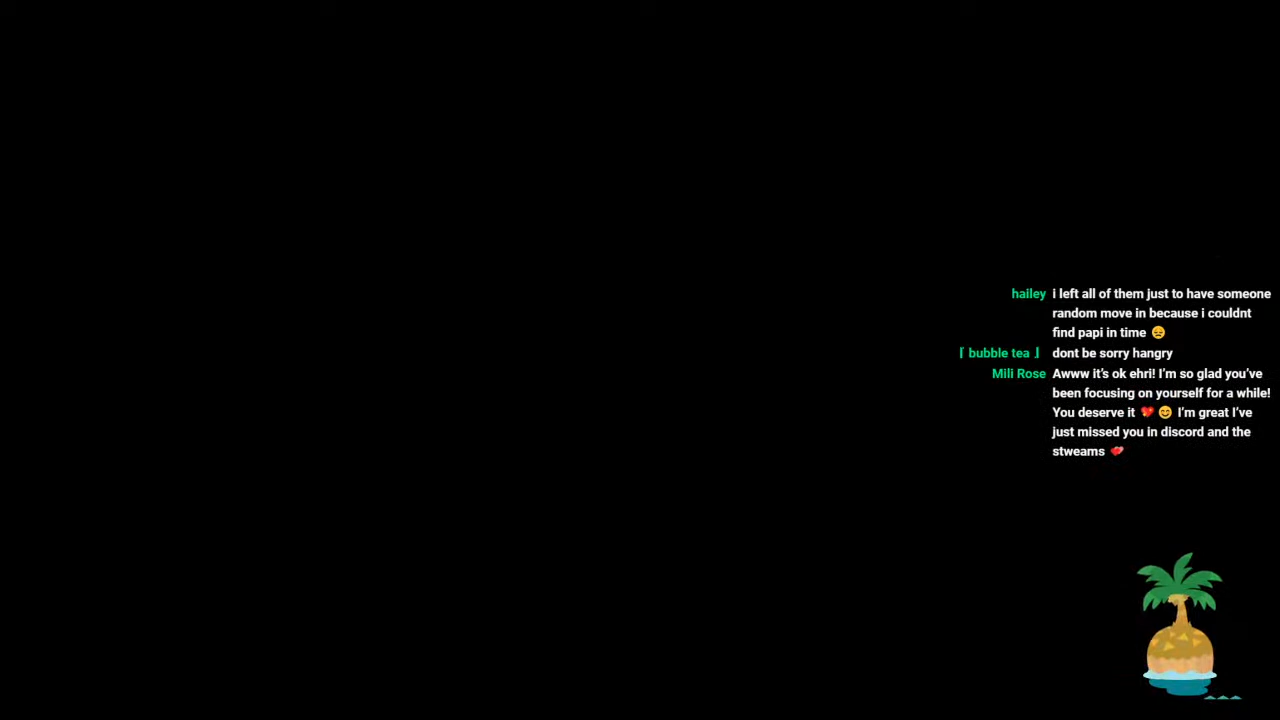 hailey i left all of them just to have someone
random move in because i couldnt
find papi in time 😞
『 bubble tea 』 dont be sorry hangry
Mili Rose Awww it’s ok ehri! I’m so glad you’ve
been focusing on yourself for a while!
You deserve it 💖 😊 I’m great I’ve
just missed you in discord and the
stweams 💕